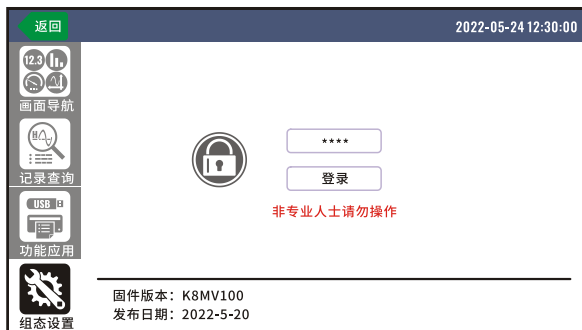 返回
2022-05-24 12:30:00
12.3
画面导航
记录查询
USB
功能应用
组态设置
****
登录
非专业人士请勿操作
固件版本：K8MV100
发布日期：2022-5-20